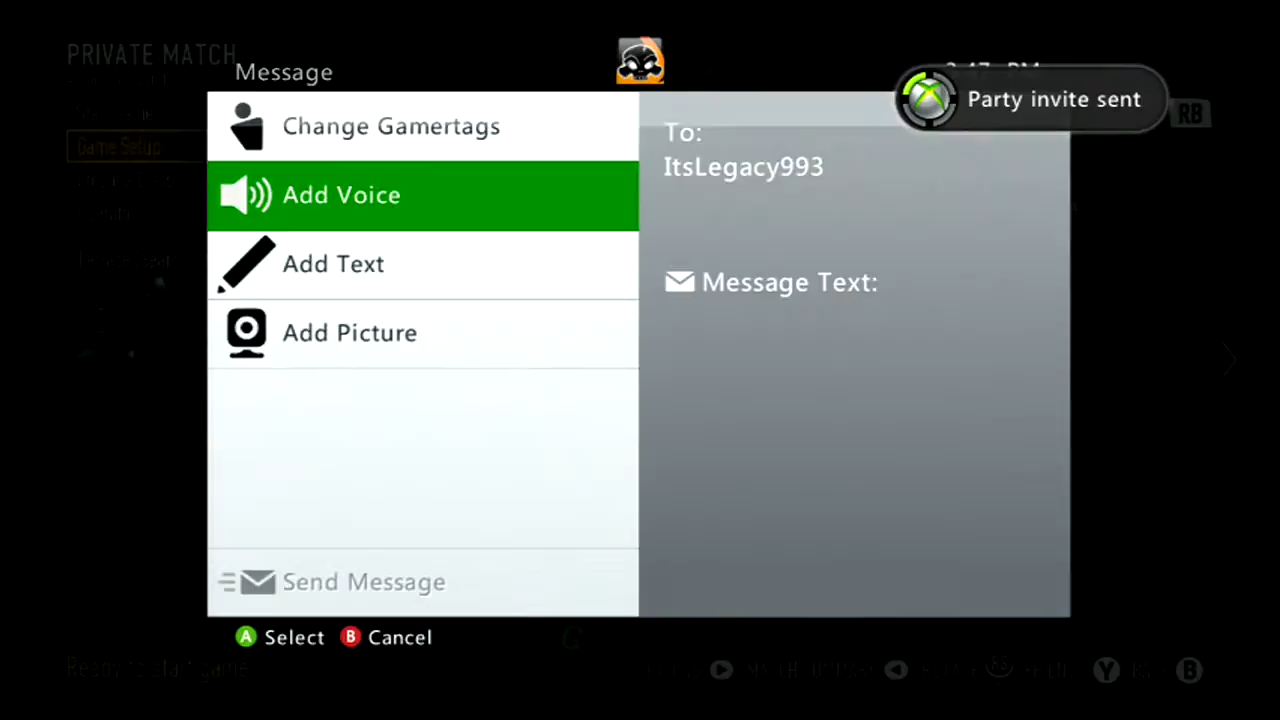 PRIVATE MATCH
Message
Party invite sent
RB
Change Gamertags
To:
Game Setup
ItsLegacy993
Add Voice
Add Text
Message Text:
Add Picture
Send Message
A Select B Cancel
Ready to start game
Y B